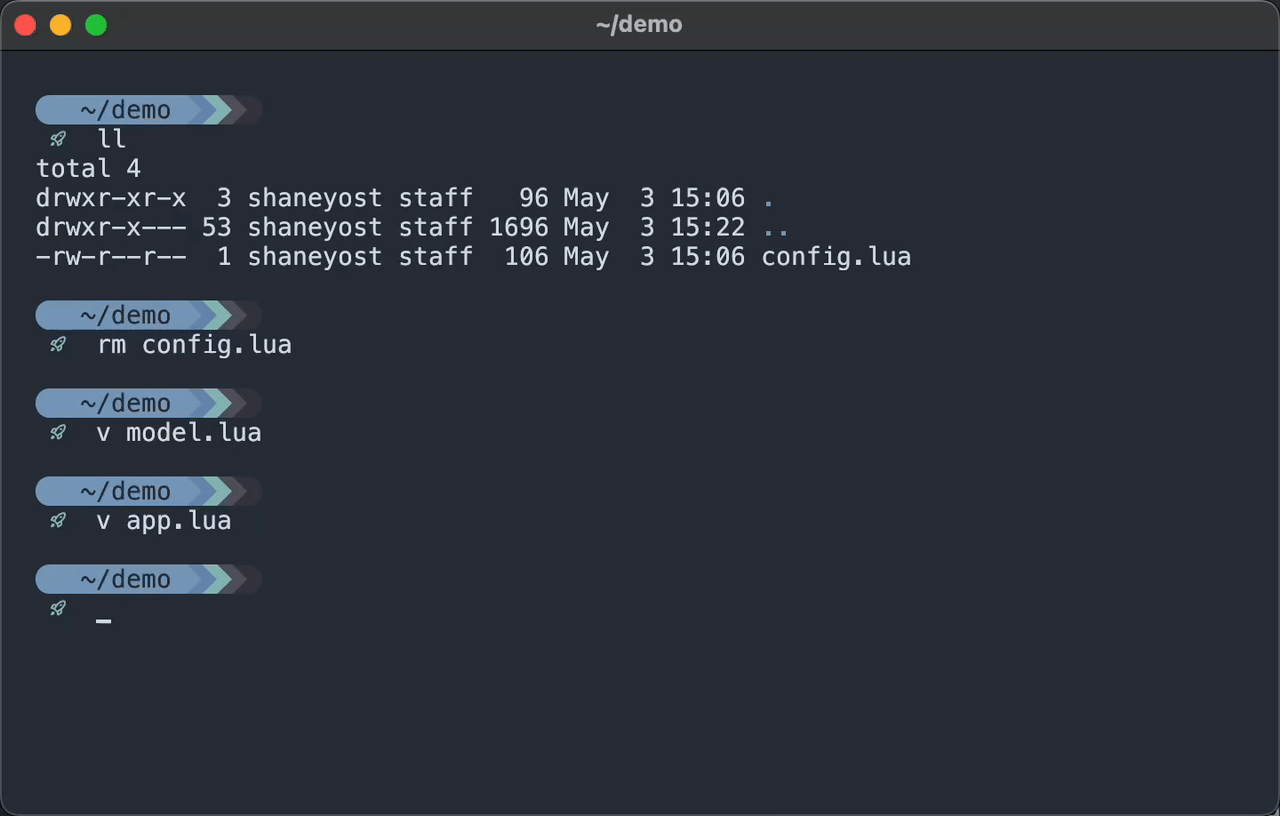 ~/demo
~/demo
ll
total 4
drwxr-xr-x  3 shaneyost staff   96 May  3 15:06 .
drwxr-x--- 53 shaneyost staff 1696 May  3 15:22 ..
-rw-r--r--  1 shaneyost staff  106 May  3 15:06 config.lua
~/demo
rm config.lua
~/demo
v model.lua
~/demo
v app.lua
~/demo